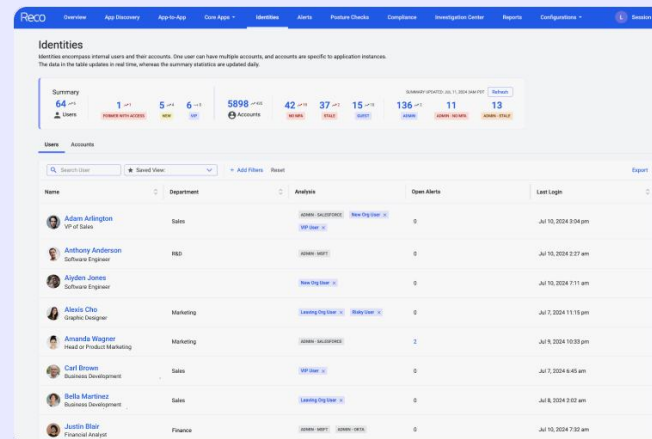 Reco Overview App Discovery App-to-App Core Apps Identities Alerts Posture Checks Compliance Investigation Center Reports Configurations L Session
Identities
Identities encompass internal users and their accounts. One user can have multiple accounts, and accounts are specific to application instances.
The data in the table updates in real time, whereas the summary statistics are updated daily.
Summary
SUMMARY UPDATED: JUL, 11, 2024 3AM PST Refresh
64 1 5 6 5898 42 37 15 136 11 13
Users FORMER WITH ACCESS NEW VIP Accounts NO MFA STALE GUEST ADMIN ADMIN - NO MFA ADMIN - STALE
Users Accounts
Search User ★ Saved View: + Add Filters Reset Export
Name Department Analysis Open Alerts Last Login
Adam Arlington
VP of Sales
Sales
ADMIN - SALESFORCE New Org User x
VIP User x
0
Jul 10, 2024 3:04 pm
Anthony Anderson
Software Engineer
R&D
ADMIN - MSFT
0
Jul 10, 2024 2:27 am
Aiyden Jones
Software Engineer
New Org User x
0
Jul 10, 2024 7:11 am
Alexis Cho
Graphic Designer
Marketing
Leaving Org User x Risky User x
0
Jul 7, 2024 11:15 pm
Amanda Wagner
Head or Product Marketing
Marketing
ADMIN - SALESFORCE
2
Jul 9, 2024 10:33 pm
Carl Brown
Business Development
Sales
VIP User x
0
Jul 7, 2024 6:45 am
Bella Martinez
Business Development
Sales
Leaving Org User x
0
Jul 8, 2024 2:02 am
Justin Blair
Financial Analyst
Finance
ADMIN - MSFT ADMIN - OKTA
0
Jul 10, 2024 7:32 am